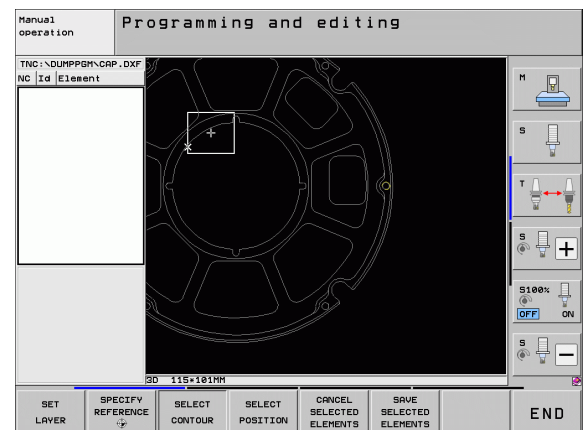 Manual
operation
Programming and editing
TNC:\DUMPPGM\CAP.DXF
NC Id Element
M
S
T
S
S100%
OFF ON
S
3D 115*101MM
SET
LAYER
SPECIFY
REFERENCE
SELECT
CONTOUR
SELECT
POSITION
CANCEL
SELECTED
ELEMENTS
SAVE
SELECTED
ELEMENTS
END